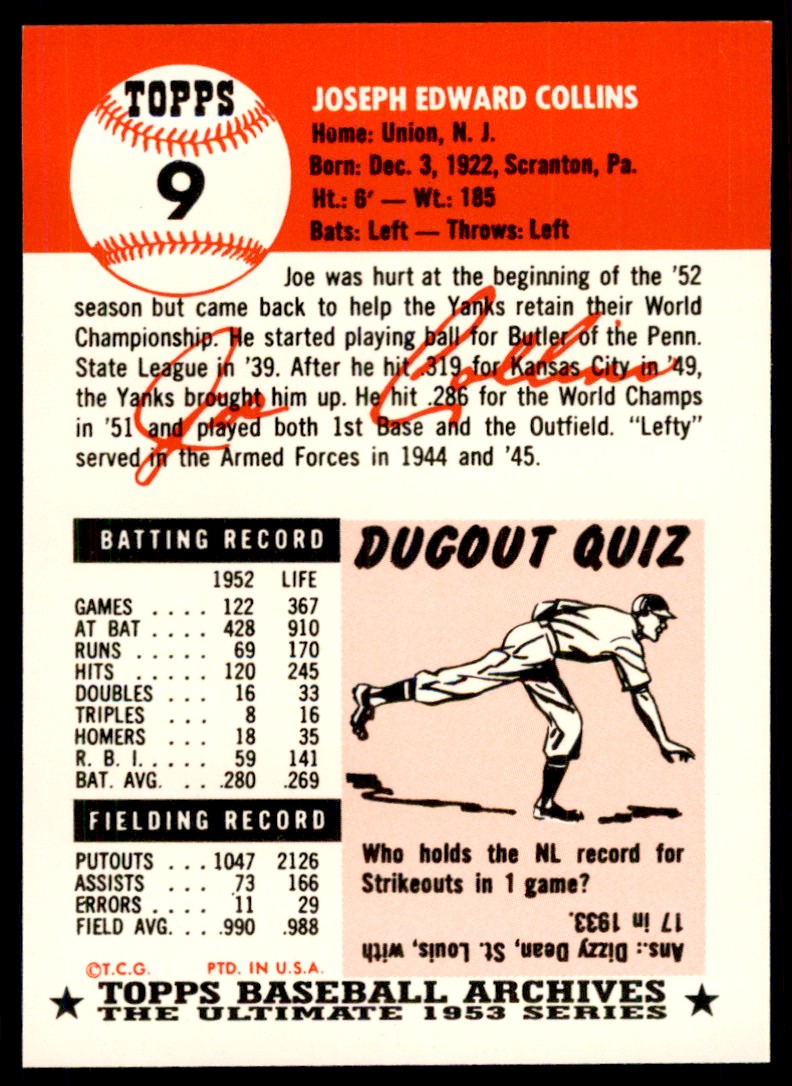 TOPPS
9
JOSEPH EDWARD COLLINS
Home: Union, N. J.
Born: Dec. 3, 1922, Scranton, Pa.
Ht.: 6' — Wt.: 185
Bats: Left — Throws: Left
Joe was hurt at the beginning of the '52
season but came back to help the Yanks retain their World
Championship. He started playing ball for Butler of the Penn.
State League in '39. After he hit .319 for Kansas City in '49,
the Yanks brought him up. He hit .286 for the World Champs
in '51 and played both 1st Base and the Outfield. "Lefty"
served in the Armed Forces in 1944 and '45.
Joe Collins
BATTING RECORD
1952 LIFE
GAMES .... 122 367
AT BAT .... 428 910
RUNS ..... 69 170
HITS ..... 120 245
DOUBLES ... 16 33
TRIPLES ... 8 16
HOMERS ... 18 35
R. B. I. .... 59 141
BAT. AVG. ... .280 .269
FIELDING RECORD
PUTOUTS ... 1047 2126
ASSISTS ... 73 166
ERRORS .... 11 29
FIELD AVG. ... .990 .988
©T.C.G. PTD. IN U.S.A.
DUGOUT QUIZ
Who holds the NL record for
Strikeouts in 1 game?
Ans.: Dizzy Dean, St. Louis, with
17 in 1933.
TOPPS BASEBALL ARCHIVES
THE ULTIMATE 1953 SERIES